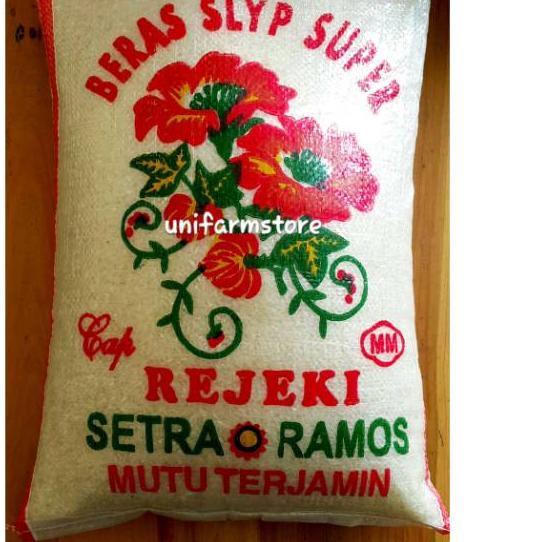 BERAS SLYP SUPER
unifarmstore
Cap
MM
REJEKI
SETRA RAMOS
MUTU TERJAMIN